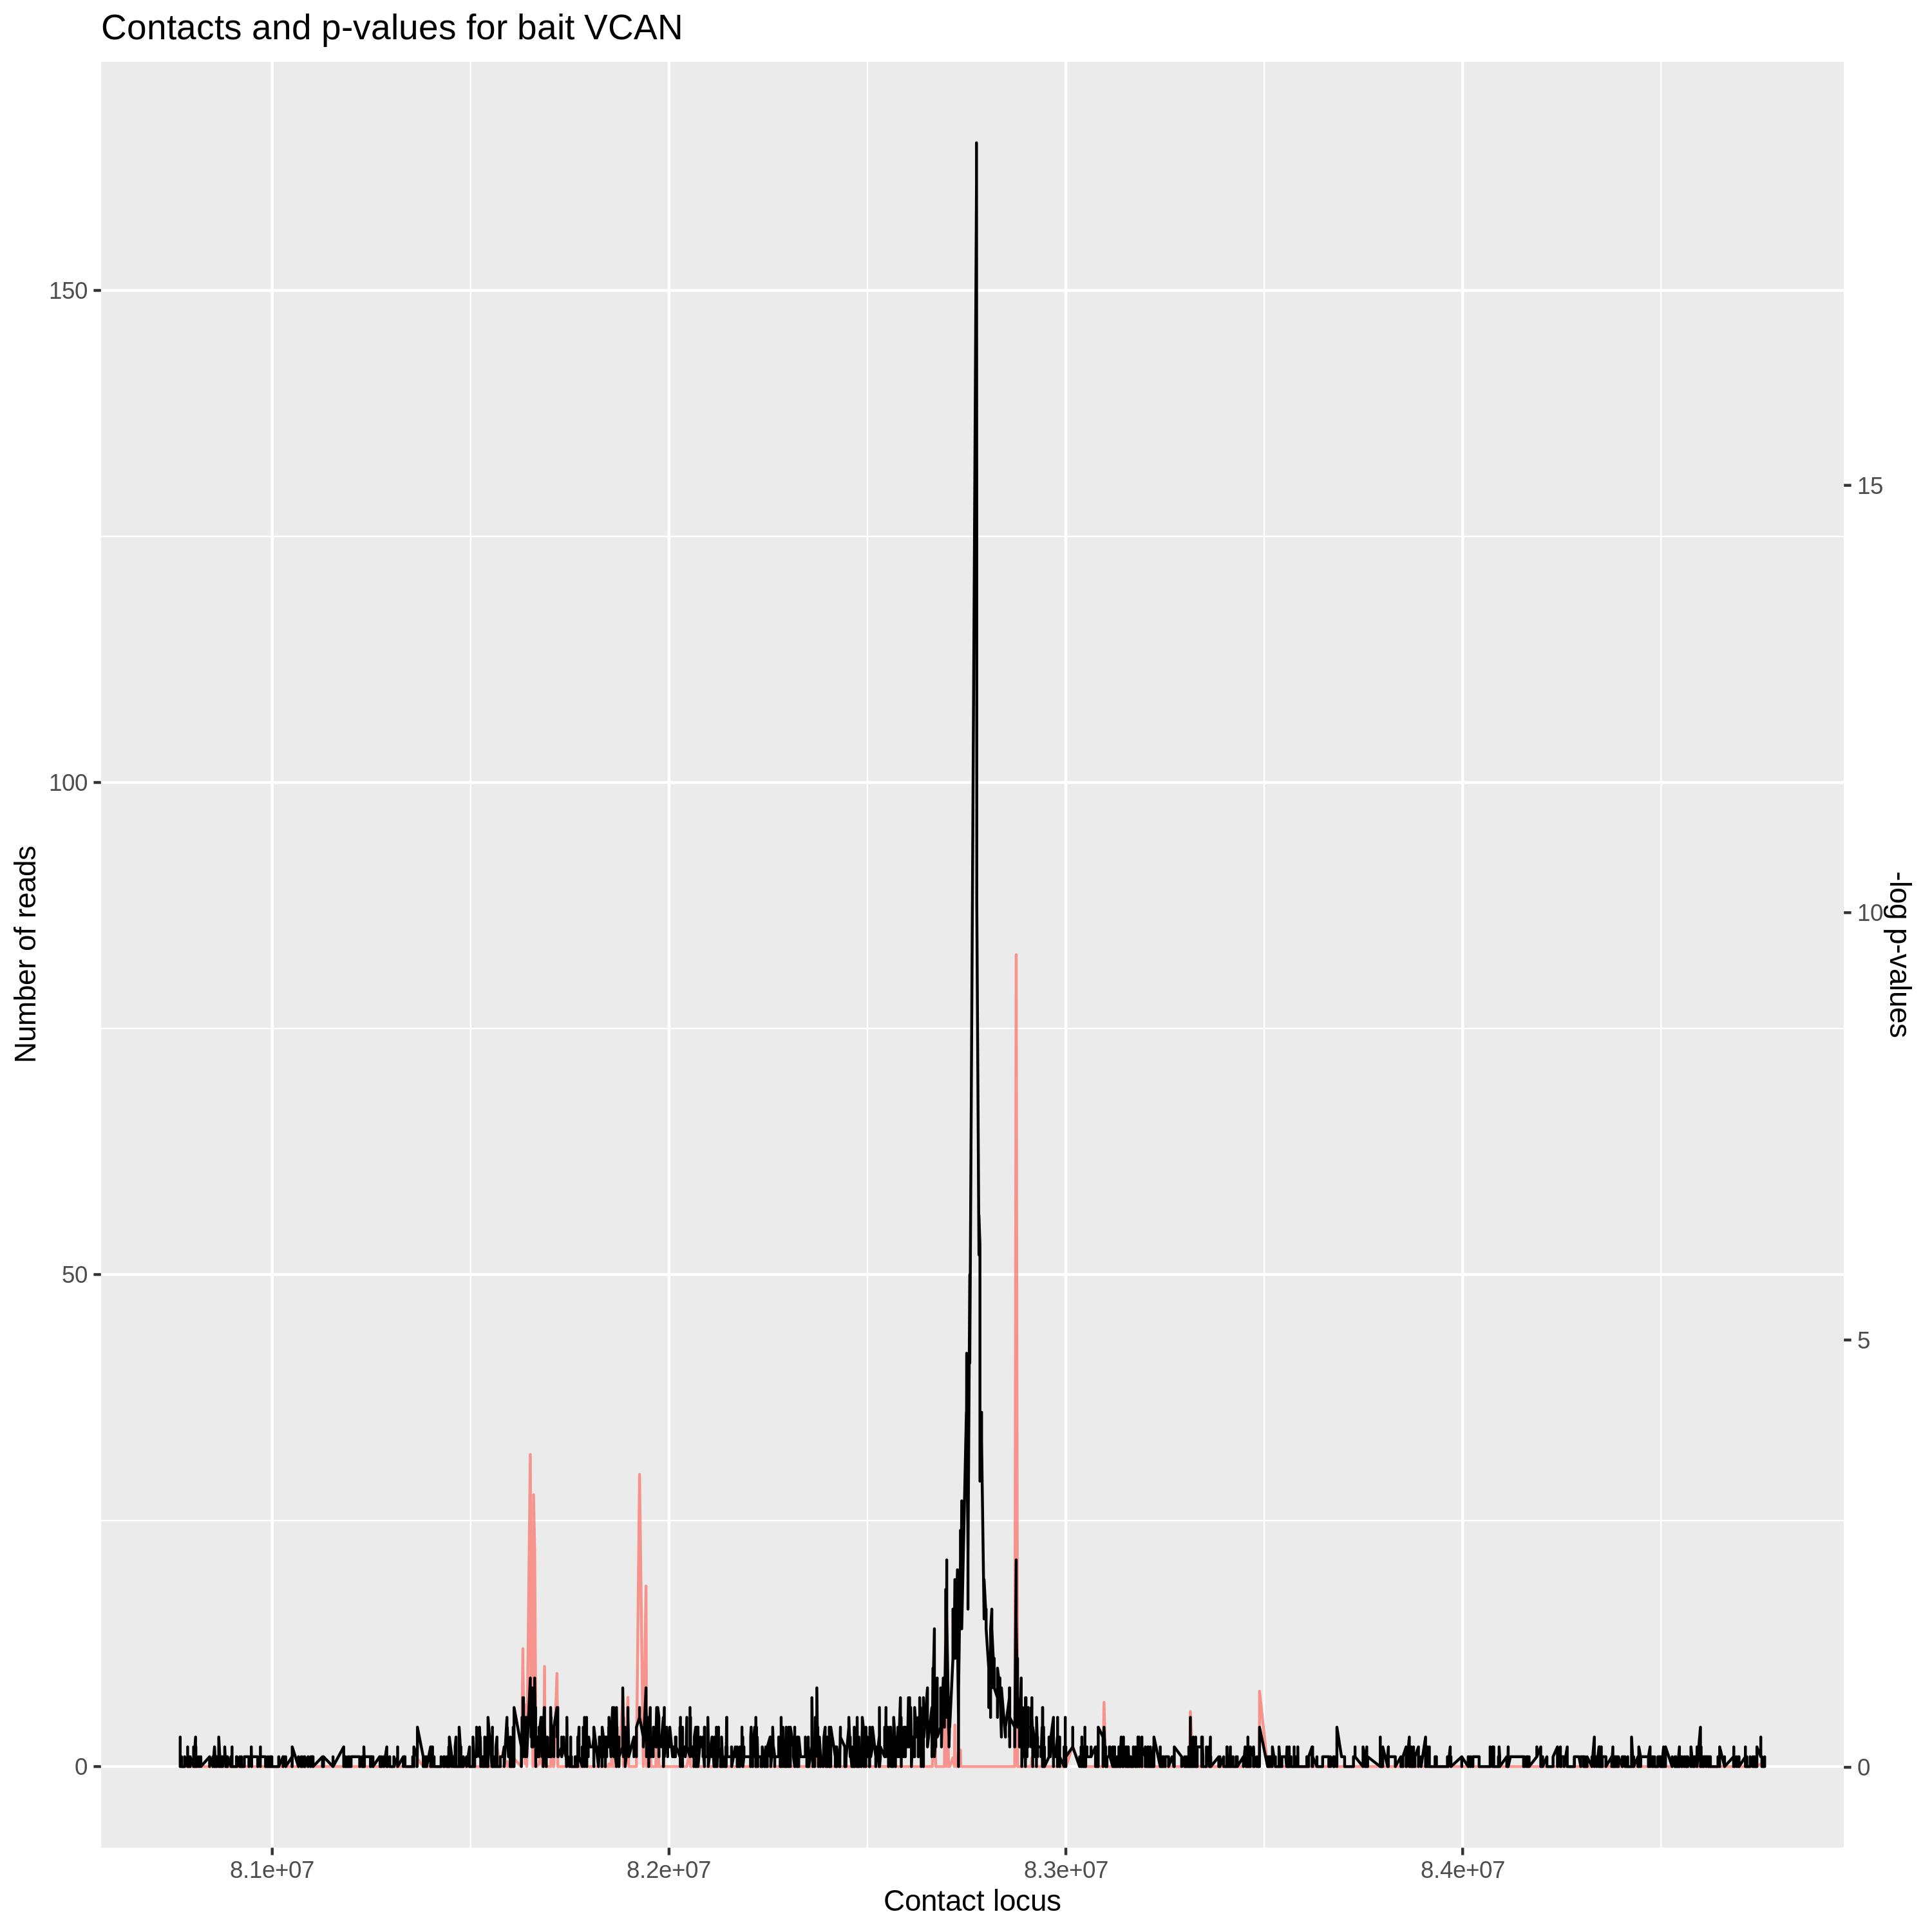 Contacts and p-values for bait VCAN
150
100
50
0
Number of reads
15
10
5
0
-log p-values
8.1e+07 8.2e+07 8.3e+07 8.4e+07
Contact locus